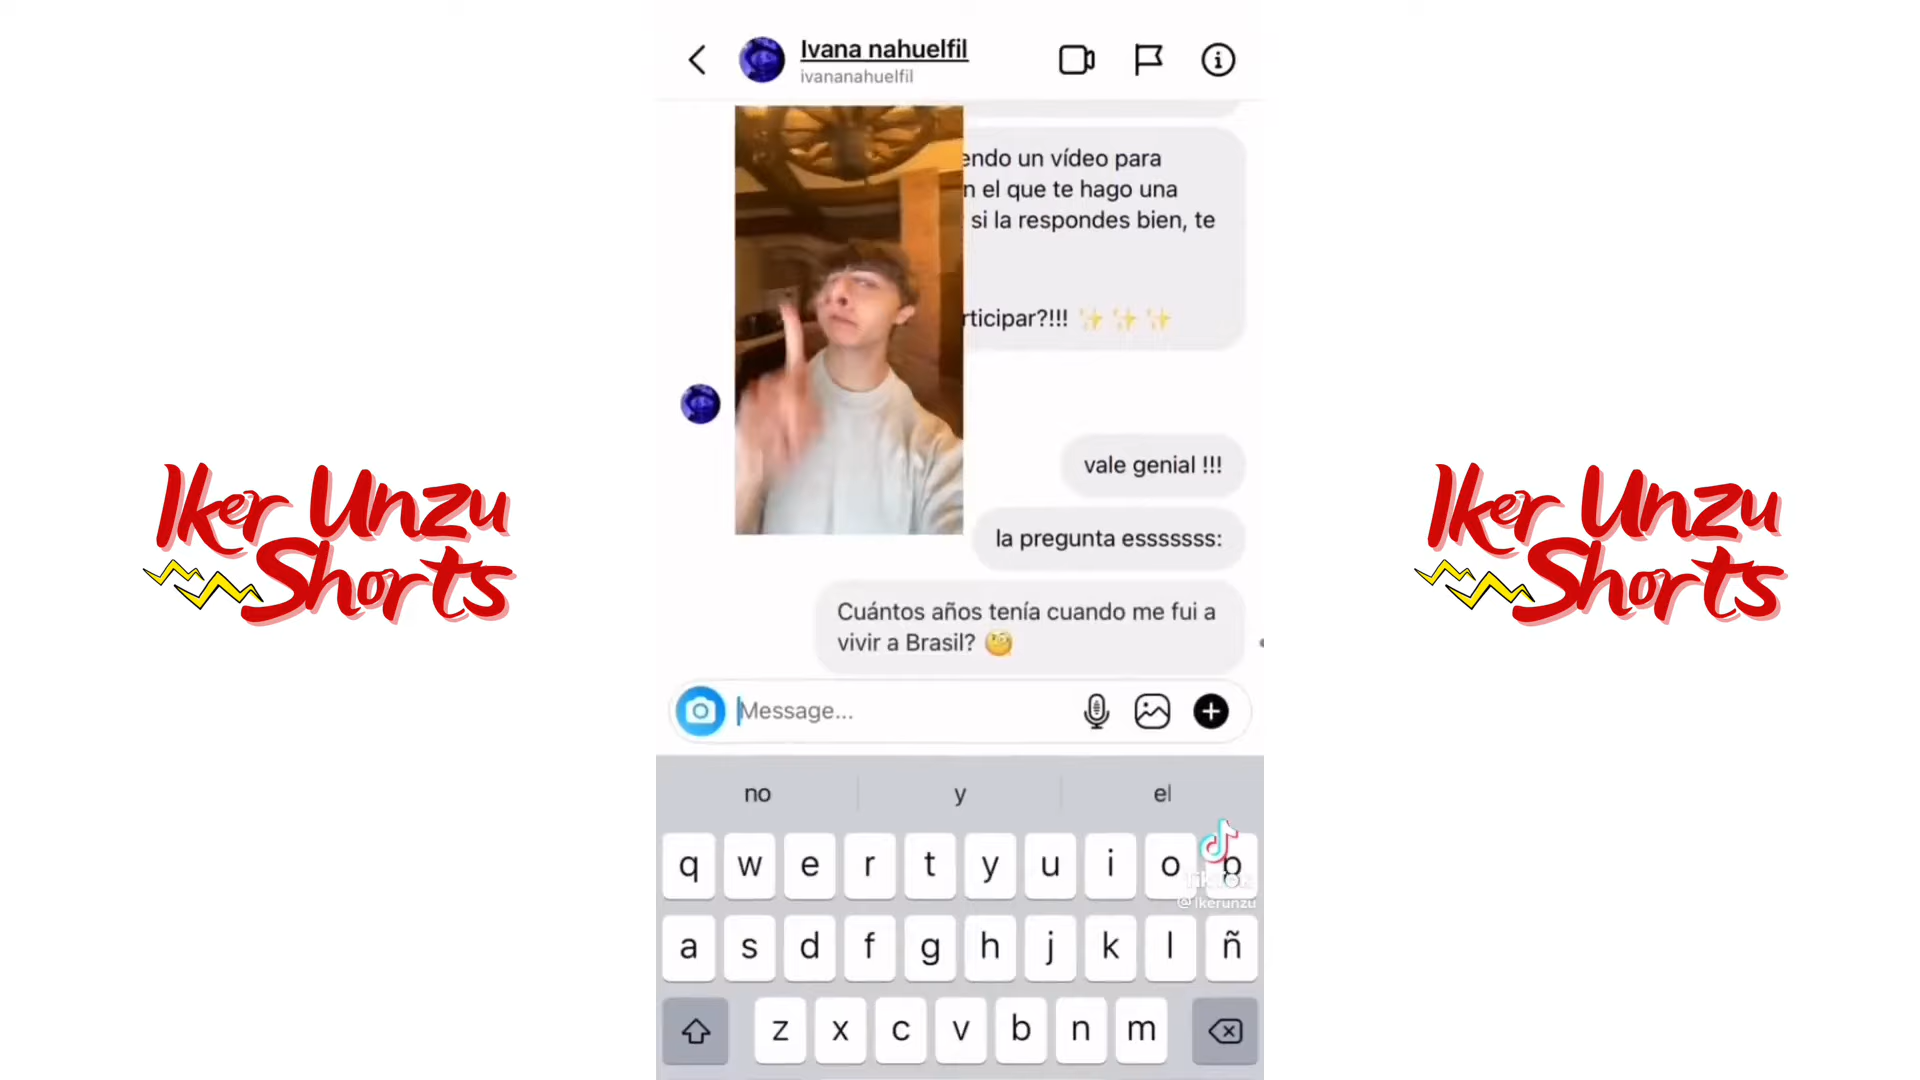 Ivana nahuelfil
ivananahuelfil
endo un vídeo para
n el que te hago una
si la respondes bien, te
rticipar?!!! ✨ ✨ ✨
vale genial !!!
la pregunta esssssss:
Cuántos años tenía cuando me fui a
vivir a Brasil? 🧐
Message...
no y el
q w e r t y u i o p
TikTok
@ikerunzu
a s d f g h j k l ñ
z x c v b n m
Iker Unzu
Shorts
Iker Unzu
Shorts